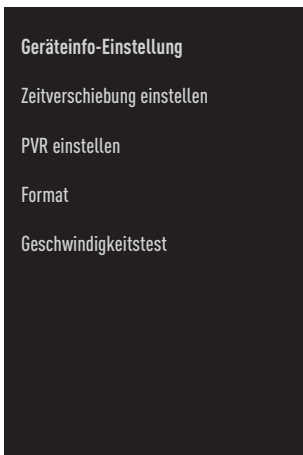 Geräteinfo-Einstellung
Zeitverschiebung einstellen
PVR einstellen
Format
Geschwindigkeitstest